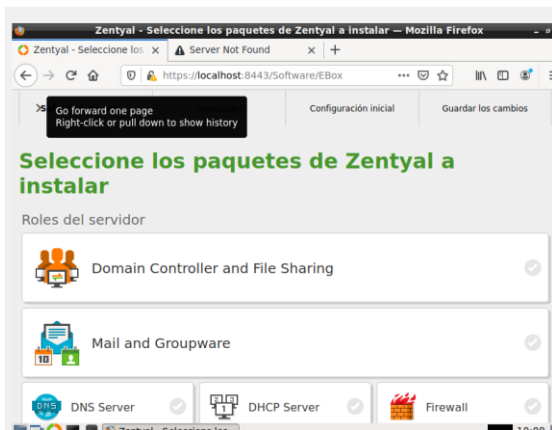 Zentyal - Seleccione los paquetes de Zentyal a instalar — Mozilla Firefox
Zentyal - Seleccione los
Server Not Found
https://localhost:8443/Software/EBox
Go forward one page
Right-click or pull down to show history
Configuración inicial
Guardar los cambios
Seleccione los paquetes de Zentyal a
instalar
Roles del servidor
Domain Controller and File Sharing
10
Mail and Groupware
DNS
DNS Server
DHCP Server
Firewall